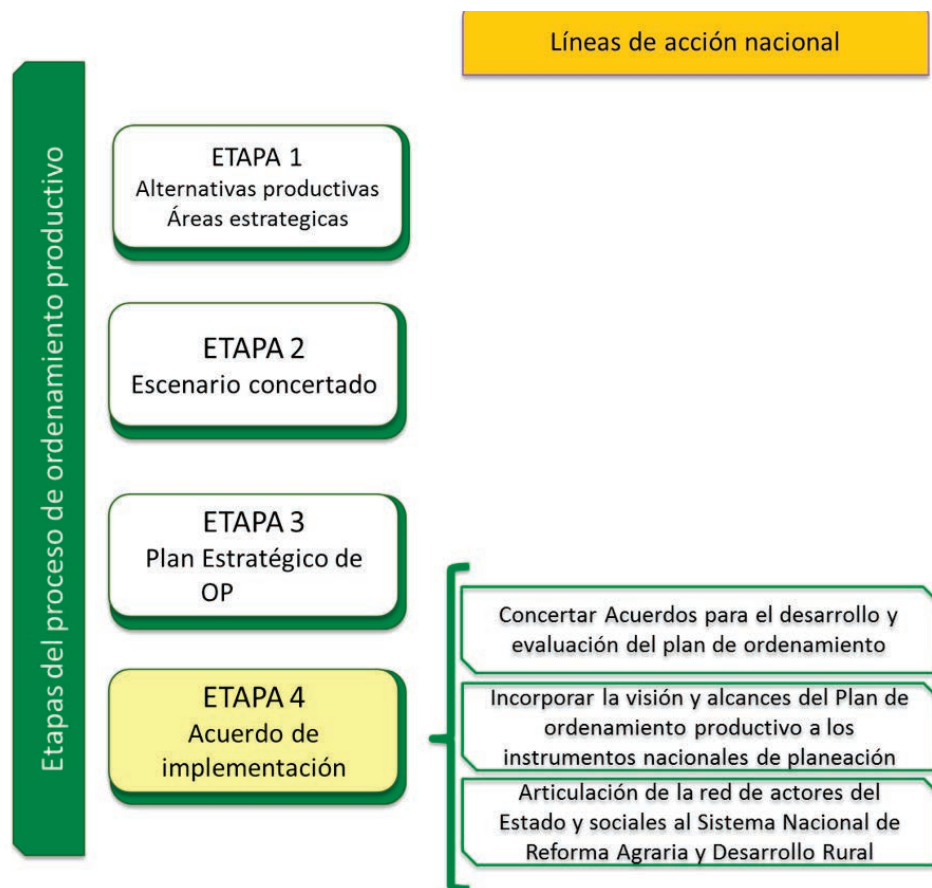 Líneas de acción nacional
Etapas del proceso de ordenamiento productivo
ETAPA 1
Alternativas productivas
Áreas estrategicas
ETAPA 2
Escenario concertado
ETAPA 3
Plan Estratégico de
OP
ETAPA 4
Acuerdo de
implementación
Concertar Acuerdos para el desarrollo y
evaluación del plan de ordenamiento
Incorporar la visión y alcances del Plan de
ordenamiento productivo a los
instrumentos nacionales de planeación
Articulación de la red de actores del
Estado y sociales al Sistema Nacional de
Reforma Agraria y Desarrollo Rural